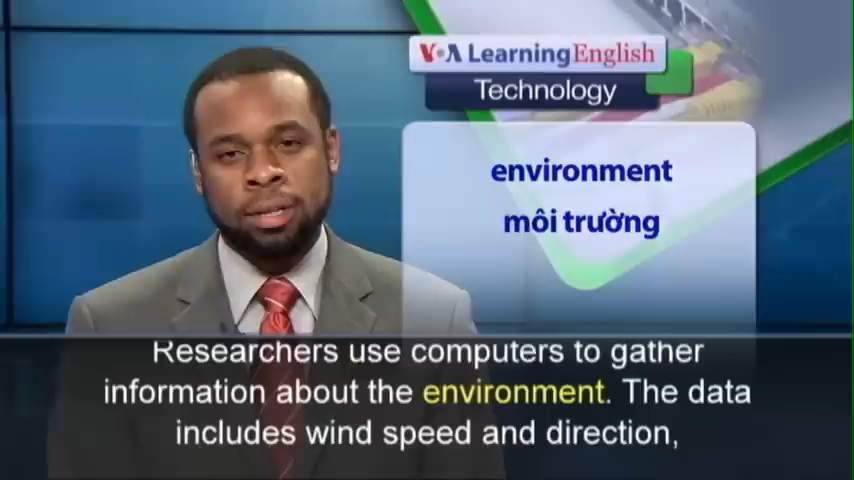 VOA Learning English
Technology
environment
môi trường
Researchers use computers to gather
information about the environment. The data
includes wind speed and direction,